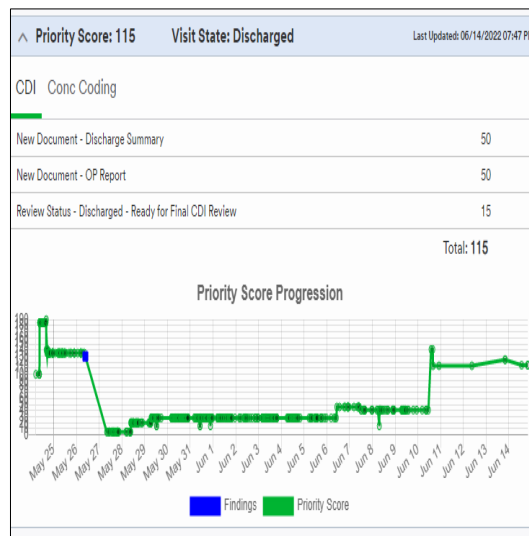 Priority Score: 115 Visit State: Discharged Last Updated: 06/14/2022 07:47 P
CDI Conc Coding
New Document - Discharge Summary 50
New Document - OP Report 50
Review Status - Discharged - Ready for Final CDI Review 15
Total: 115
Priority Score Progression
May 25 May 26 May 27 May 28 May 29 May 30 May 31 Jun 1 Jun 2 Jun 3 Jun 4 Jun 5 Jun 6 Jun 7 Jun 8 Jun 9 Jun 10 Jun 11 Jun 12 Jun 13 Jun 14
Findings Priority Score